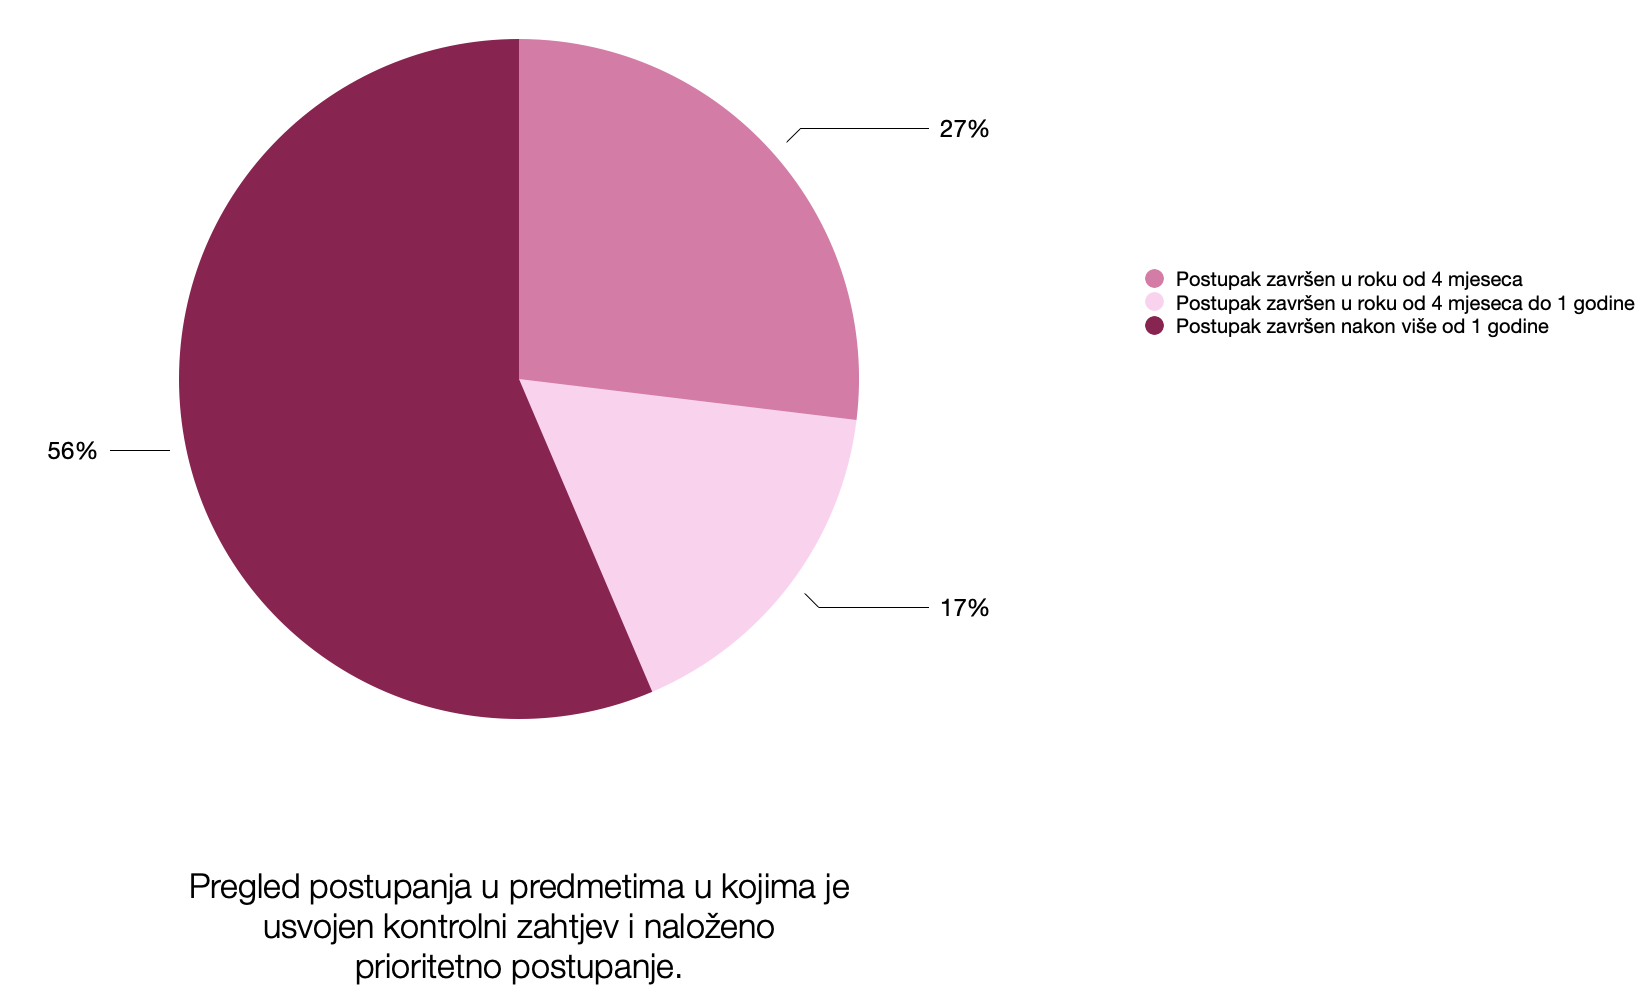 27%
Postupak završen u roku od 4 mjeseca
Postupak završen u roku od 4 mjeseca do 1 godine
Postupak završen nakon više od 1 godine
56%
17%
Pregled postupanja u predmetima u kojima je
usvojen kontrolni zahtjev i naloženo
prioritetno postupanje.